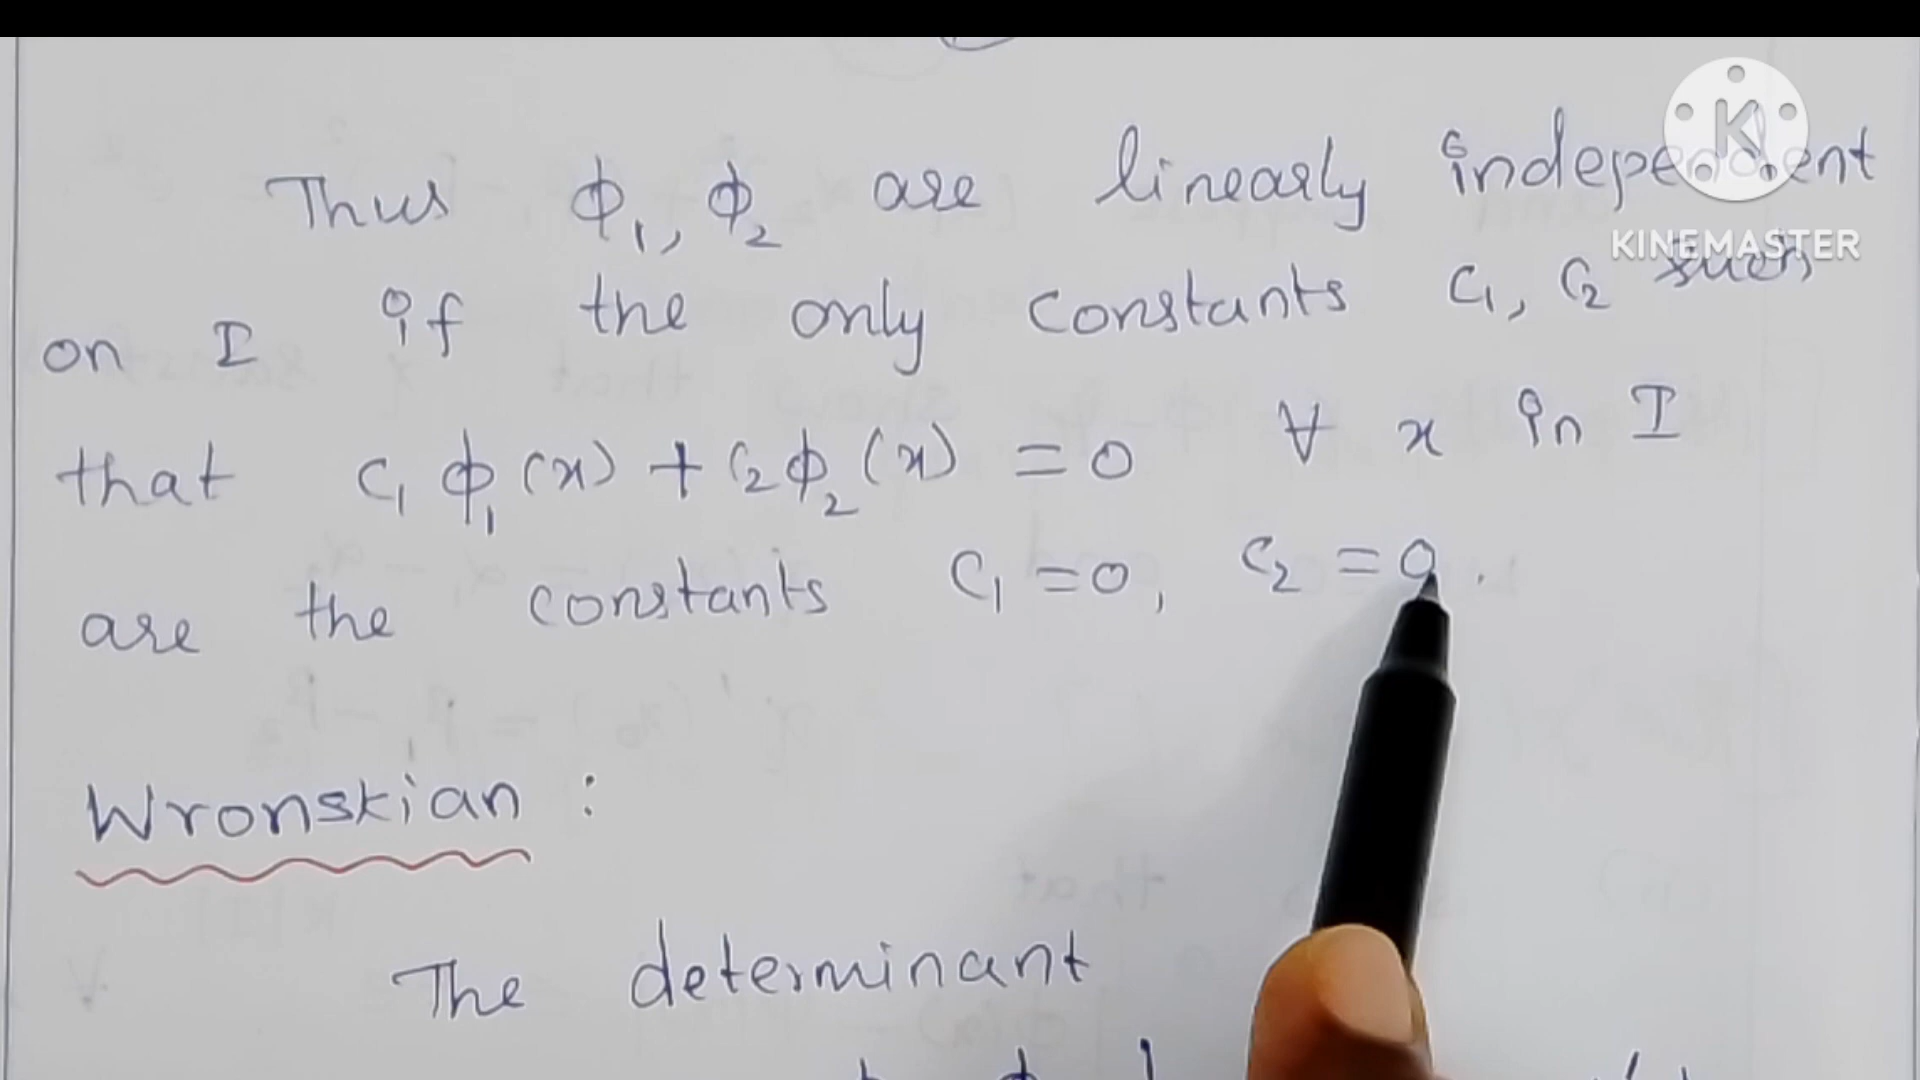 Thus ϕ₁, ϕ₂ are linearly independent
on I if the only constants c₁, c₂ such
that c₁ϕ₁(x) + c₂ϕ₂(x) = 0 ∀ x in I
are the constants c₁ = 0, c₂ = 0.
Wronskian :
The determinant
K
KINEMASTER